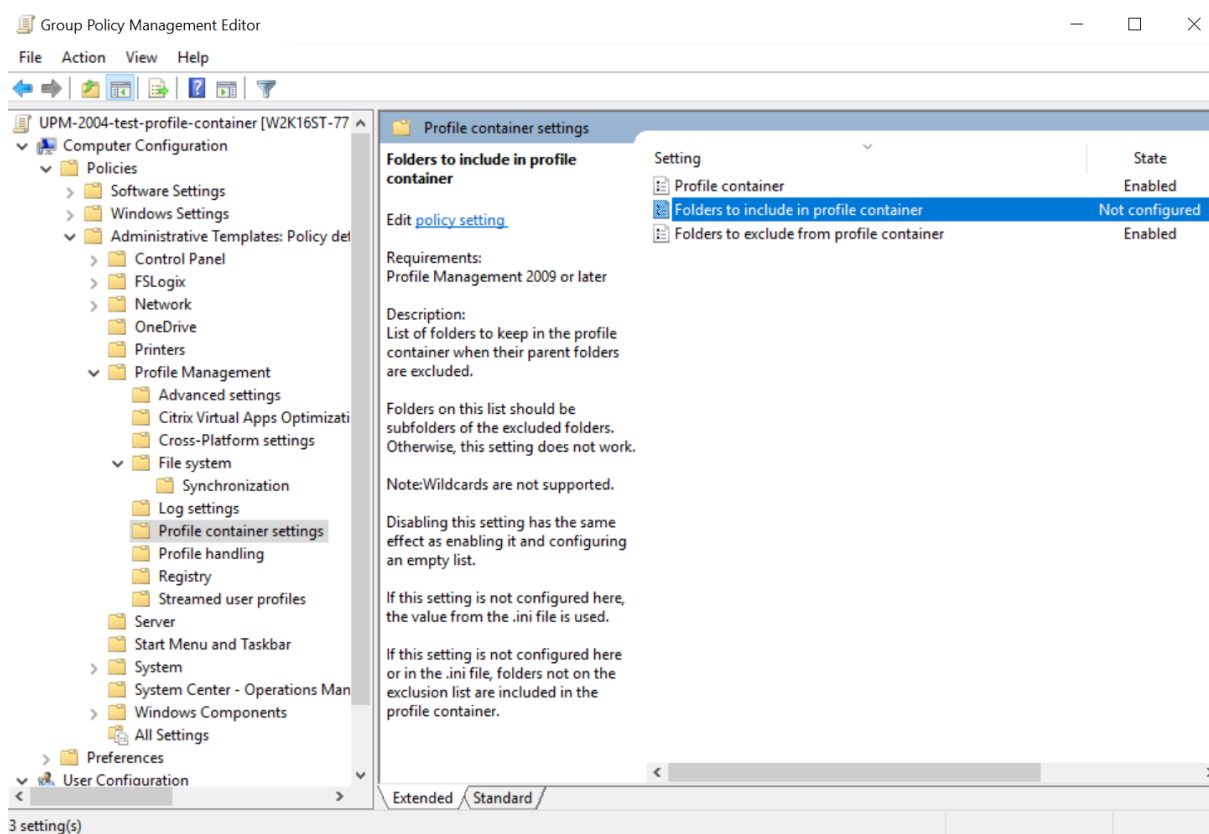 Group Policy Management Editor
File Action View Help
UPM-2004-test-profile-container [W2K16ST-77
Computer Configuration
Policies
Software Settings
Windows Settings
Administrative Templates: Policy def
Control Panel
FSLogix
Network
OneDrive
Printers
Profile Management
Advanced settings
Citrix Virtual Apps Optimizati
Cross-Platform settings
File system
Synchronization
Log settings
Profile container settings
Profile handling
Registry
Streamed user profiles
Server
Start Menu and Taskbar
System
System Center - Operations Man
Windows Components
All Settings
Preferences
User Configuration
Profile container settings
Folders to include in profile
container
Edit policy setting
Requirements:
Profile Management 2009 or later
Description:
List of folders to keep in the profile
container when their parent folders
are excluded.
Folders on this list should be
subfolders of the excluded folders.
Otherwise, this setting does not work.
Note:Wildcards are not supported.
Disabling this setting has the same
effect as enabling it and configuring
an empty list.
If this setting is not configured here,
the value from the .ini file is used.
If this setting is not configured here
or in the .ini file, folders not on the
exclusion list are included in the
profile container.
Setting State
Profile container Enabled
Folders to include in profile container Not configured
Folders to exclude from profile container Enabled
Extended Standard
3 setting(s)